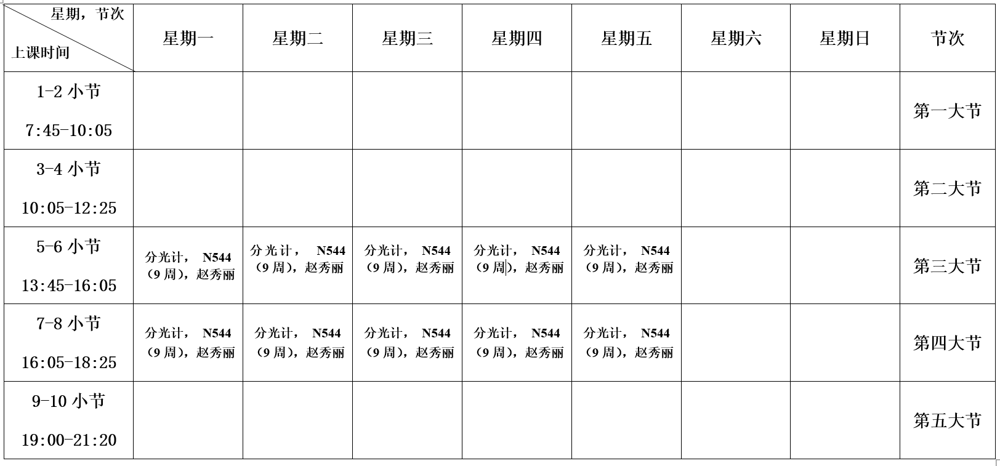 星期，节次
上课时间
星期一 星期二 星期三 星期四 星期五 星期六 星期日 节次
1-2 小节
7:45-10:05
第一大节
3-4 小节
10:05-12:25
第二大节
5-6 小节
13:45-16:05
分光计， N544
（9 周），赵秀丽
分光计， N544
（9 周），赵秀丽
分光计， N544
（9 周），赵秀丽
分光计， N544
（9 周），赵秀丽
分光计， N544
（9 周），赵秀丽
第三大节
7-8 小节
16:05-18:25
分光计， N544
（9 周），赵秀丽
分光计， N544
（9 周），赵秀丽
分光计， N544
（9 周），赵秀丽
分光计， N544
（9 周），赵秀丽
分光计， N544
（9 周），赵秀丽
第四大节
9-10 小节
19:00-21:20
第五大节